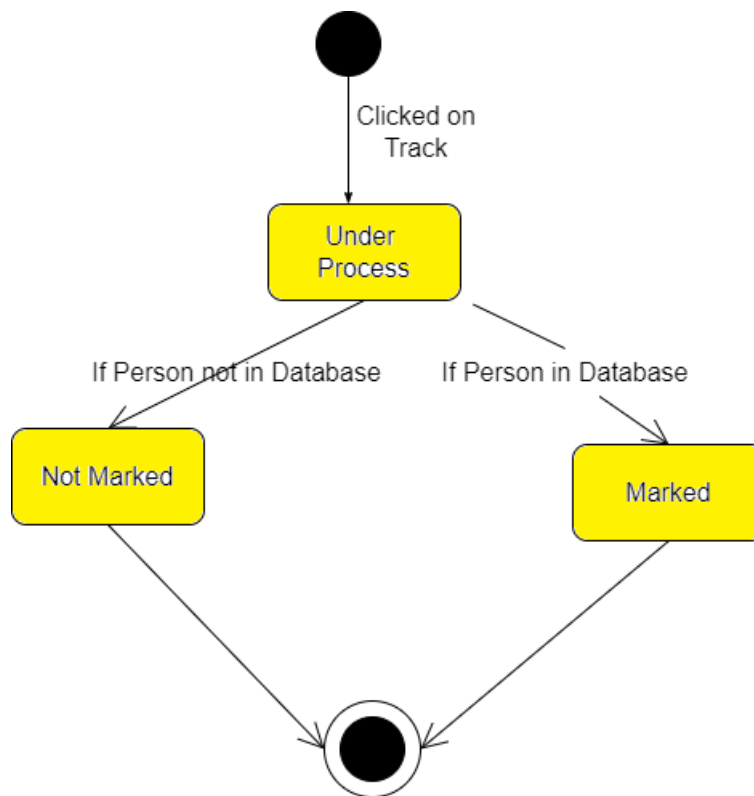 Clicked on
Track
Under
Process
If Person not in Database
If Person in Database
Not Marked
Marked